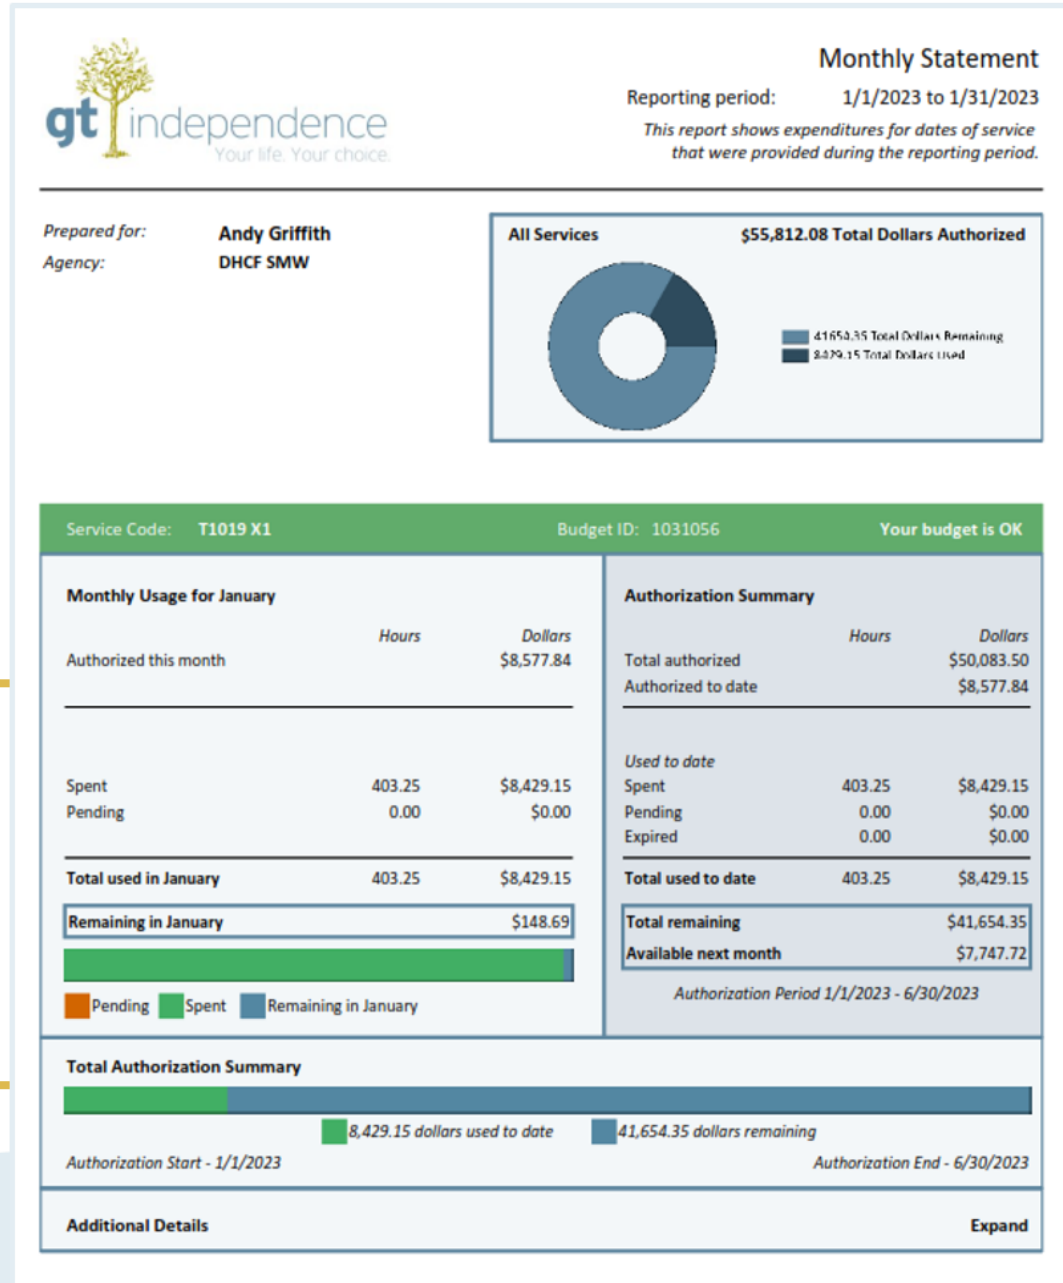 gt independence
Your life. Your choice.
Monthly Statement
Reporting period: 1/1/2023 to 1/31/2023
This report shows expenditures for dates of service
that were provided during the reporting period.
Prepared for: Andy Griffith
Agency: DHCF SMW
All Services $55,812.08 Total Dollars Authorized
41654.35 Total Dollars Remaining
8429.15 Total Dollars Used
Service Code: T1019 X1 Budget ID: 1031056 Your budget is OK
Monthly Usage for January
Hours Dollars
Authorized this month $8,577.84
Spent 403.25 $8,429.15
Pending 0.00 $0.00
Total used in January 403.25 $8,429.15
Remaining in January $148.69
Pending Spent Remaining in January
Authorization Summary
Hours Dollars
Total authorized $50,083.50
Authorized to date $8,577.84
Used to date
Spent 403.25 $8,429.15
Pending 0.00 $0.00
Expired 0.00 $0.00
Total used to date 403.25 $8,429.15
Total remaining $41,654.35
Available next month $7,747.72
Authorization Period 1/1/2023 - 6/30/2023
Total Authorization Summary
8,429.15 dollars used to date 41,654.35 dollars remaining
Authorization Start - 1/1/2023 Authorization End - 6/30/2023
Additional Details Expand